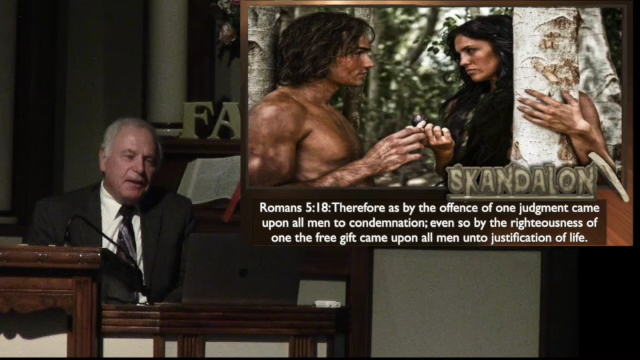 FA
SKANDALON
Romans 5:18:Therefore as by the offence of one judgment came
upon all men to condemnation; even so by the righteousness of
one the free gift came upon all men unto justification of life.